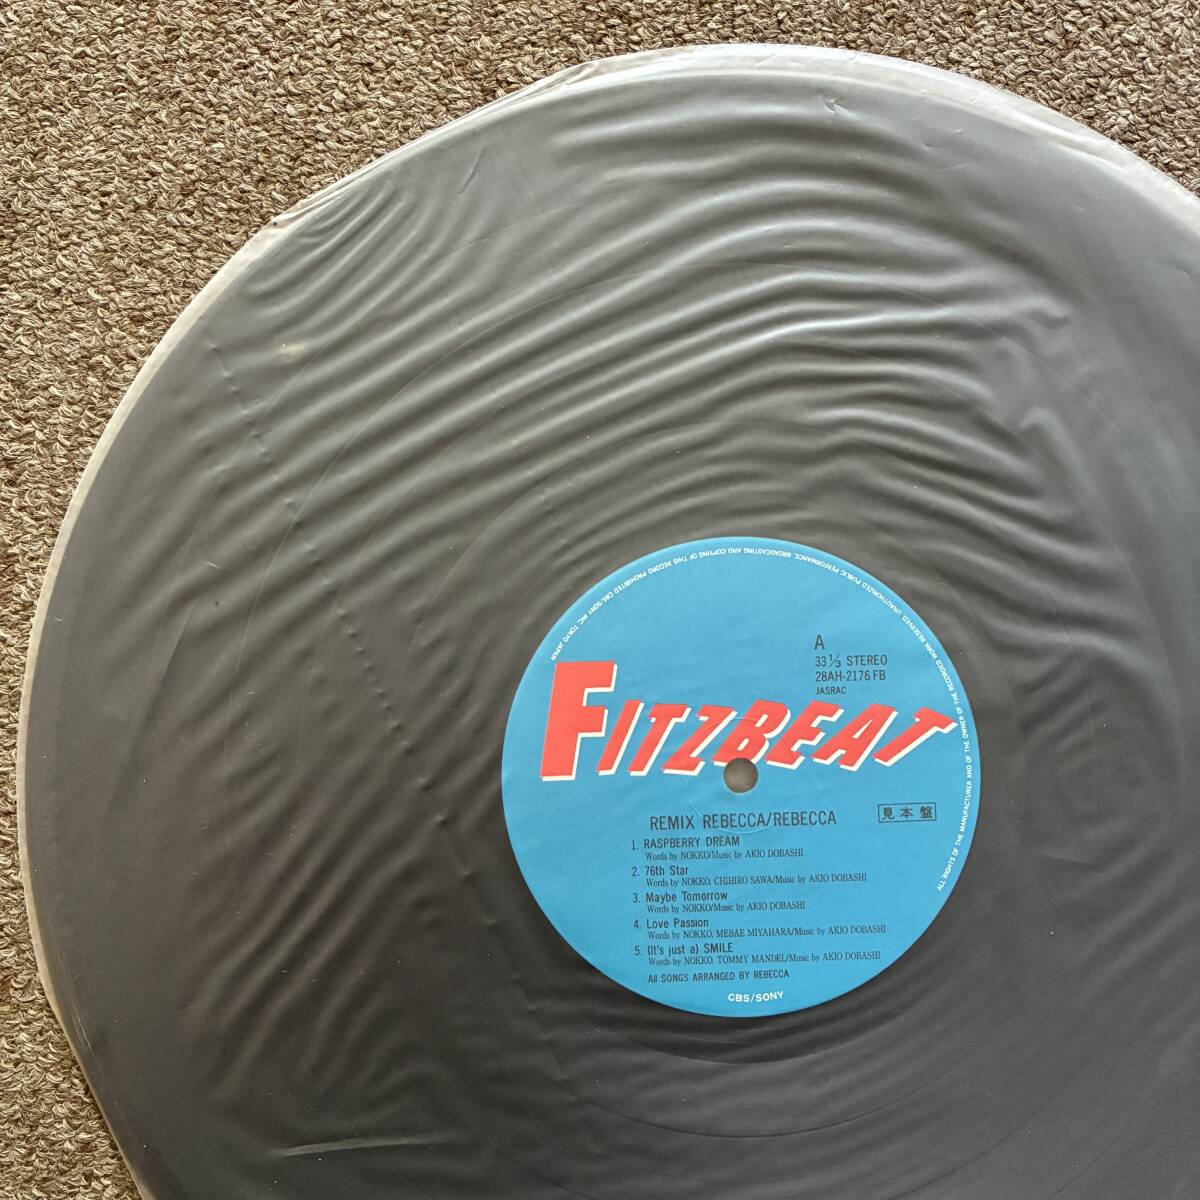 ALL RIGHTS OF THE MANUFACTURER AND OF THE OWNER OF THE RECORDED WORK RESERVED. UNAUTHORIZED PUBLIC PERFORMANCE, BROADCASTING AND COPYING OF THIS RECORD PROHIBITED CBS/SONY INC. TOKYO JAPAN
A
33 1/3 STEREO
28AH-2176 FB
JASRAC
FITZBEAT
REMIX REBECCA/REBECCA
見本盤
1. RASPBERRY DREAM
Words by NOKKO/Music by AKIO DOBASHI
2. 76th Star
Words by NOKKO, CHIHIRO SAWA/Music by AKIO DOBASHI
3. Maybe Tomorrow
Words by NOKKO/Music by AKIO DOBASHI
4. Love Passion
Words by NOKKO, MEBAE MIYAHARA/Music by AKIO DOBASHI
5. (It's just a) SMILE
Words by NOKKO, TOMMY MANDEL/Music by AKIO DOBASHI
All SONGS ARRANGED BY REBECCA
CBS/SONY